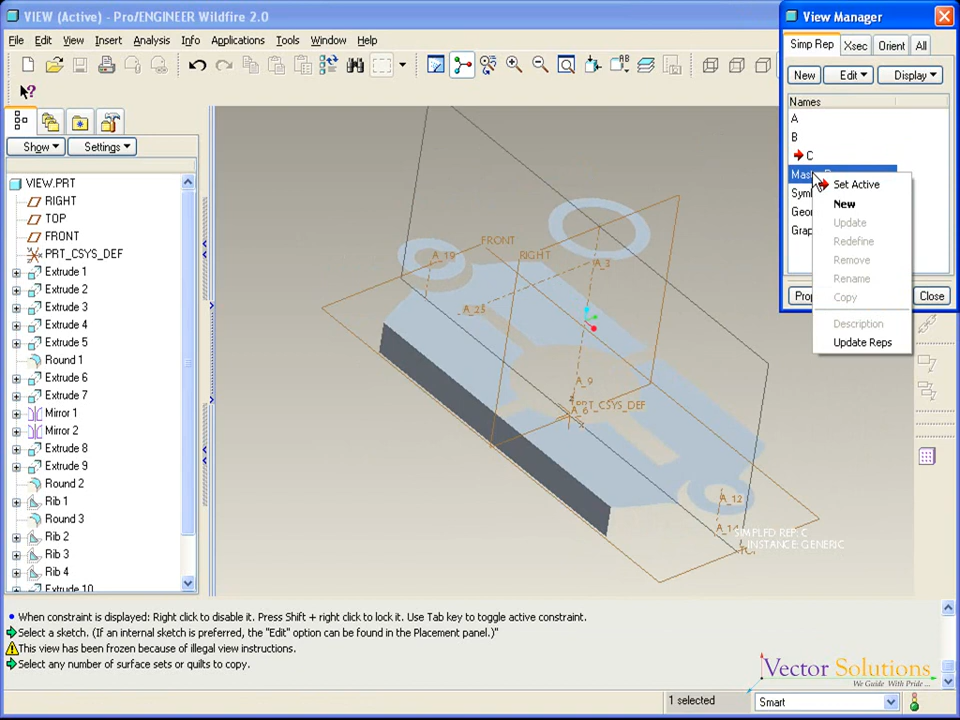 VIEW (Active) - Pro/ENGINEER Wildfire 2.0
View Manager
File Edit View Insert Analysis Info Applications Tools Window Help
Simp Rep Xsec Orient All
New Edit Display
Names
A
B
C
Set Active
New
Update
Redefine
Remove
Rename
Copy
Description
Update Reps
Close
Show Settings
VIEW.PRT
RIGHT
TOP
FRONT
PRT_CSYS_DEF
Extrude 1
Extrude 2
Extrude 3
Extrude 4
Extrude 5
Round 1
Extrude 6
Extrude 7
Mirror 1
Mirror 2
Extrude 8
Extrude 9
Round 2
Rib 1
Round 3
Rib 2
Rib 3
Rib 4
Extrude 10
FRONT
RIGHT
A_19
A_3
A_9
A_6
A_12
INSTANCE: GENERIC
When constraint is displayed: Right click to disable it. Press Shift + right click to lock it. Use Tab key to toggle active constraint.
Select a sketch. (If an internal sketch is preferred, the "Edit" option can be found in the Placement panel.)"
This view has been frozen because of illegal view instructions.
Select any number of surface sets or quilts to copy.
Vector Solutions
We Guide With Pride ...
1 selected
Smart